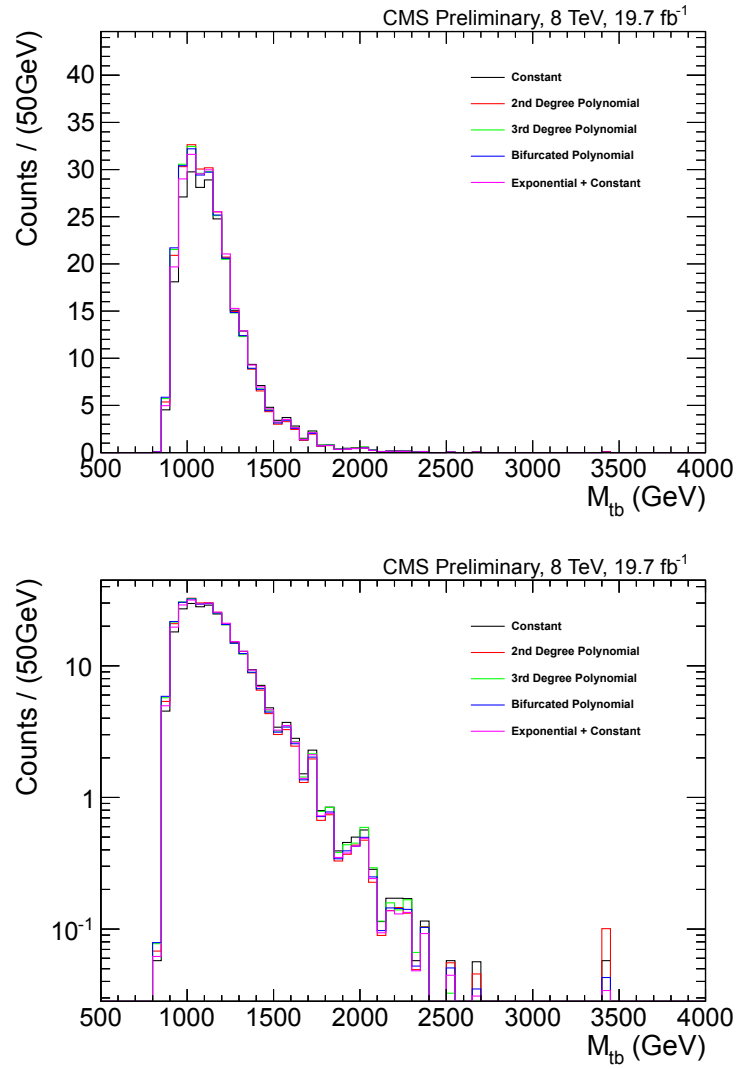 CMS Preliminary, 8 TeV, 19.7 fb⁻¹
Counts / (50GeV)
40
35
30
25
20
15
10
5
0
Constant
2nd Degree Polynomial
3rd Degree Polynomial
Bifurcated Polynomial
Exponential + Constant
500 1000 1500 2000 2500 3000 3500 4000
M_tb (GeV)
CMS Preliminary, 8 TeV, 19.7 fb⁻¹
Counts / (50GeV)
10
1
10⁻¹
Constant
2nd Degree Polynomial
3rd Degree Polynomial
Bifurcated Polynomial
Exponential + Constant
500 1000 1500 2000 2500 3000 3500 4000
M_tb (GeV)